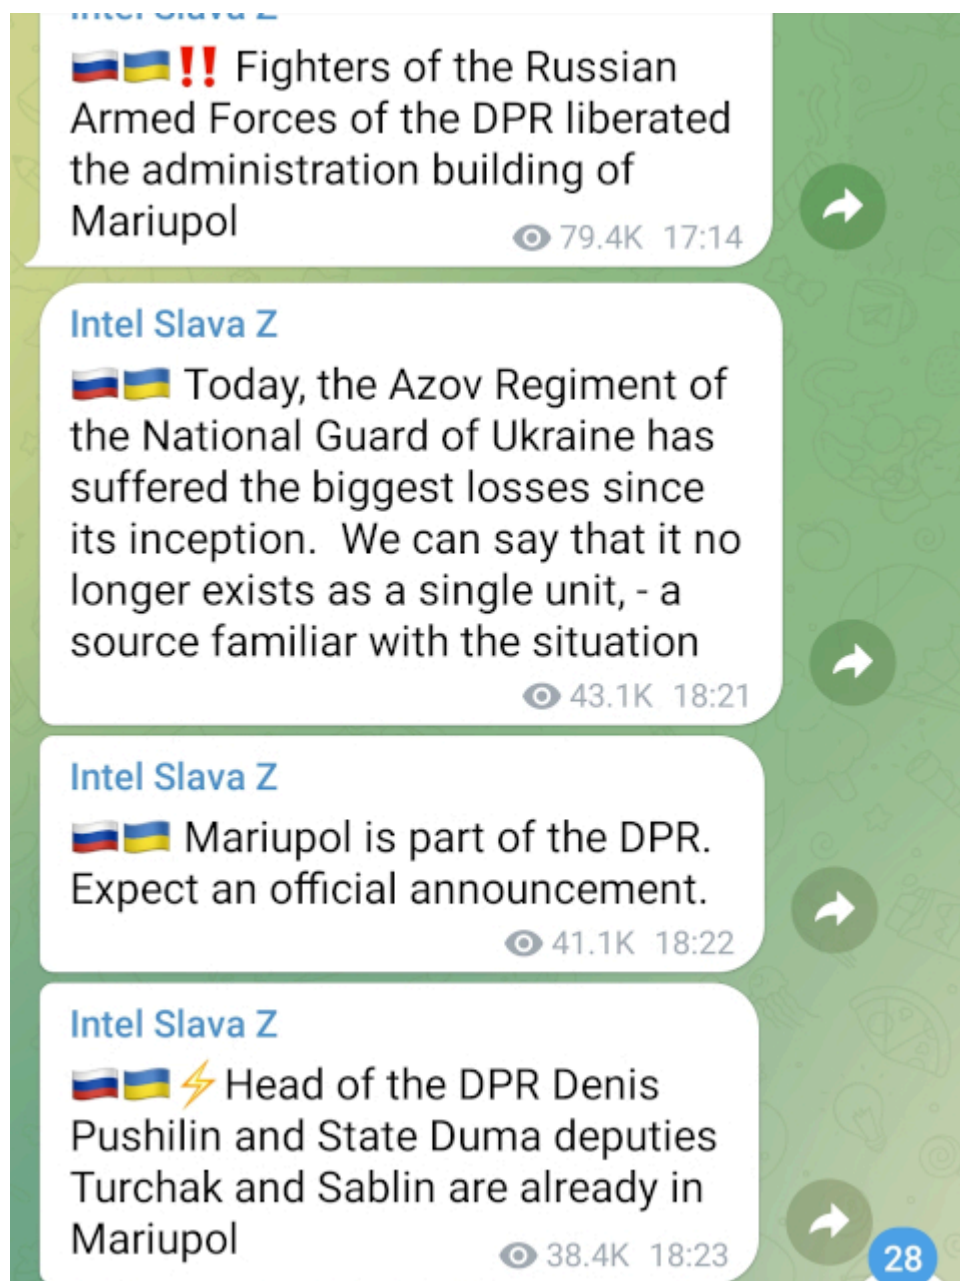 Intel Slava Z
🇷🇺🇺🇦‼️ Fighters of the Russian
Armed Forces of the DPR liberated
the administration building of
Mariupol
79.4K 17:14
Intel Slava Z
🇷🇺🇺🇦 Today, the Azov Regiment of
the National Guard of Ukraine has
suffered the biggest losses since
its inception.  We can say that it no
longer exists as a single unit, - a
source familiar with the situation
43.1K 18:21
Intel Slava Z
🇷🇺🇺🇦 Mariupol is part of the DPR.
Expect an official announcement.
41.1K 18:22
Intel Slava Z
🇷🇺🇺🇦⚡Head of the DPR Denis
Pushilin and State Duma deputies
Turchak and Sablin are already in
Mariupol
38.4K 18:23
28